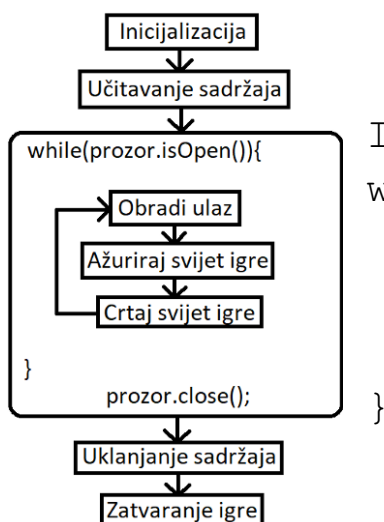 Inicijalizacija
Učitavanje sadržaja
while(prozor.isOpen()){
Obradi ulaz
Ažuriraj svijet igre
Crtaj svijet igre
}
prozor.close();
Uklanjanje sadržaja
Zatvaranje igre
}